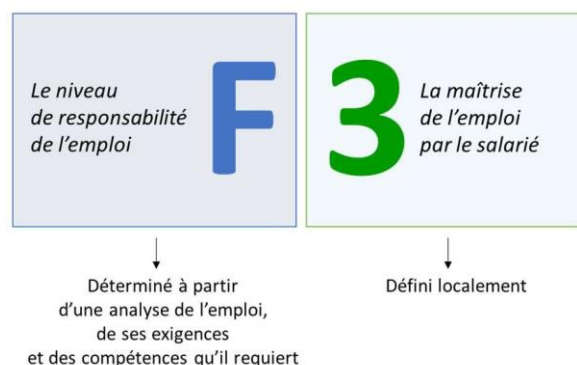 Le niveau
de responsabilité
de l'emploi
F
3
La maîtrise
de l'emploi
par le salarié
Déterminé à partir
d'une analyse de l'emploi,
de ses exigences
et des compétences qu'il requiert
Défini localement